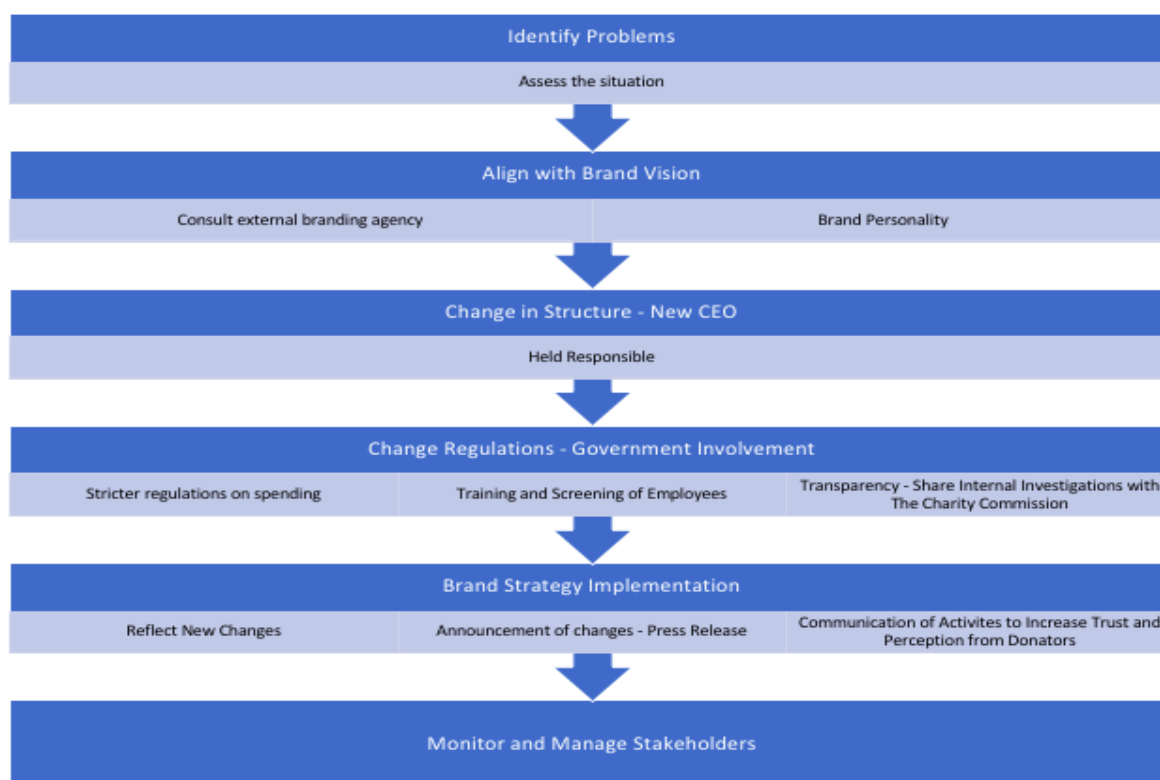 Identify Problems
Assess the situation
Align with Brand Vision
Consult external branding agency
Brand Personality
Change in Structure - New CEO
Held Responsible
Change Regulations - Government Involvement
Stricter regulations on spending
Training and Screening of Employees
Transparency - Share Internal Investigations with
The Charity Commission
Brand Strategy Implementation
Reflect New Changes
Announcement of changes - Press Release
Communication of Activites to Increase Trust and
Perception from Donators
Monitor and Manage Stakeholders